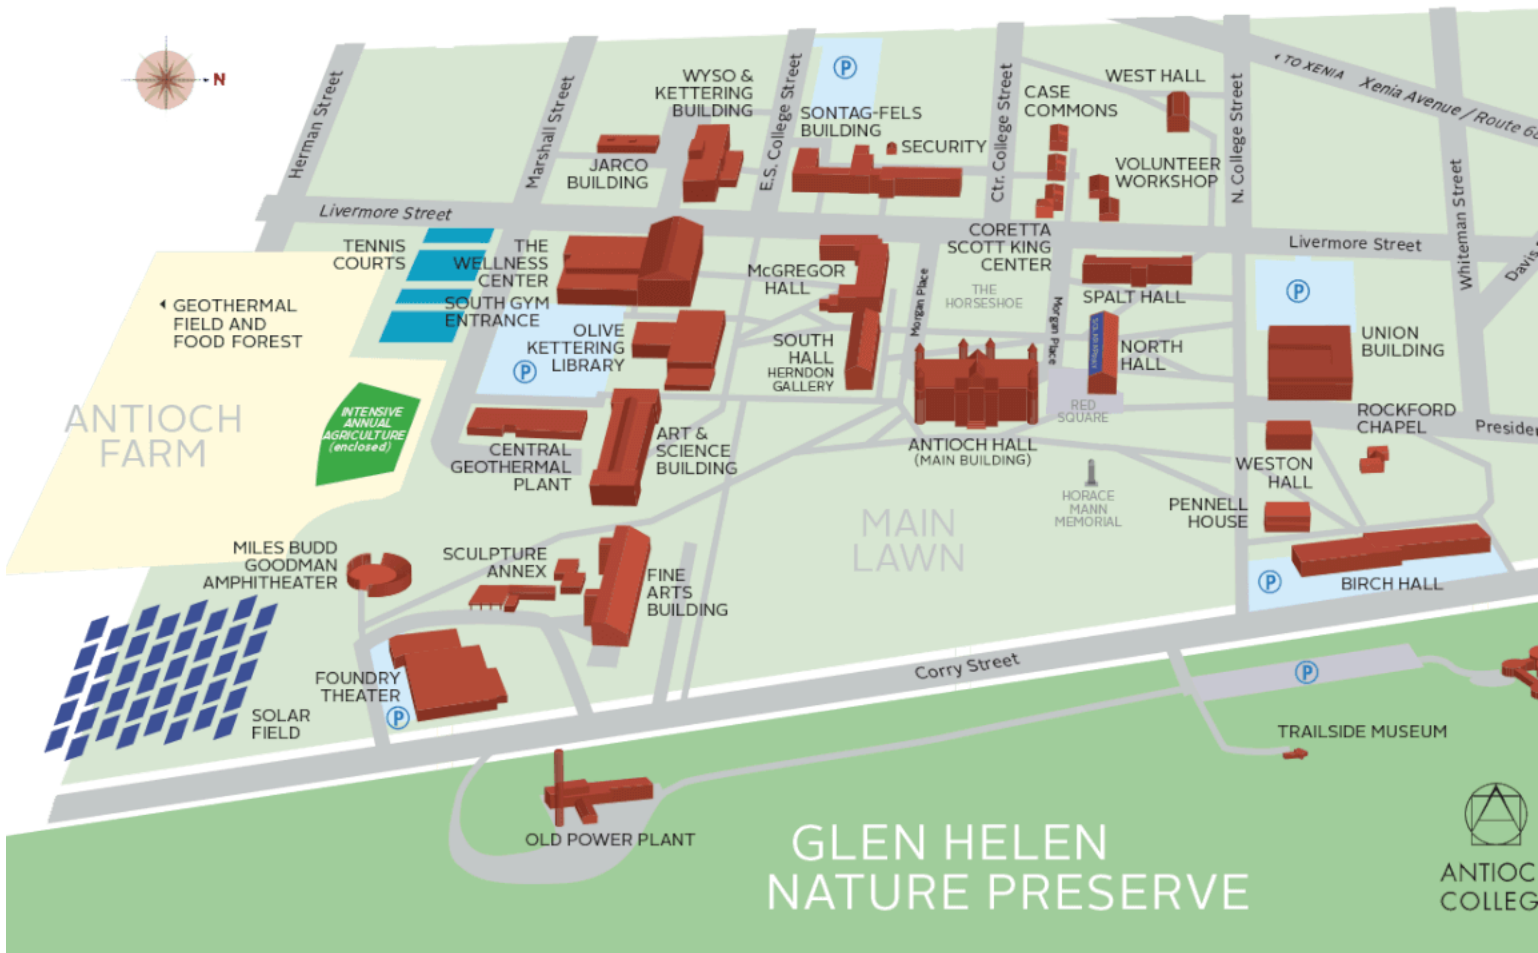 N
Herman Street
Marshall Street
E.S. College Street
Ctr. College Street
N. College Street
Whiteman Street
TO XENIA
Xenia Avenue / Route
P
WYSO &
KETTERING
BUILDING
JARCO
BUILDING
SONTAG-FELS
BUILDING
SECURITY
CASE
COMMONS
WEST HALL
VOLUNTEER
WORKSHOP
Livermore Street
Livermore Street
TENNIS
COURTS
THE
WELLNESS
CENTER
SOUTH GYM
ENTRANCE
McGREGOR
HALL
CORETTA
SCOTT KING
CENTER
THE
HORSESHOE
Morgan Place
Morgan Place
SPALT HALL
P
GEOTHERMAL
FIELD AND
FOOD FOREST
OLIVE
KETTERING
LIBRARY
P
SOUTH
HALL
HERNDON
GALLERY
NORTH
HALL
UNION
BUILDING
ANTIOCH
FARM
INTENSIVE
ANNUAL
AGRICULTURE
(enclosed)
RED
SQUARE
ROCKFORD
CHAPEL
CENTRAL
GEOTHERMAL
PLANT
ART &
SCIENCE
BUILDING
ANTIOCH HALL
(MAIN BUILDING)
WESTON
HALL
HORACE
MANN
MEMORIAL
PENNELL
HOUSE
MAIN
LAWN
MILES BUDD
GOODMAN
AMPHITHEATER
SCULPTURE
ANNEX
FINE
ARTS
BUILDING
P
BIRCH HALL
Corry Street
P
FOUNDRY
THEATER
P
SOLAR
FIELD
TRAILSIDE MUSEUM
OLD POWER PLANT
GLEN HELEN
NATURE PRESERVE
ANTIOC
COLLEG